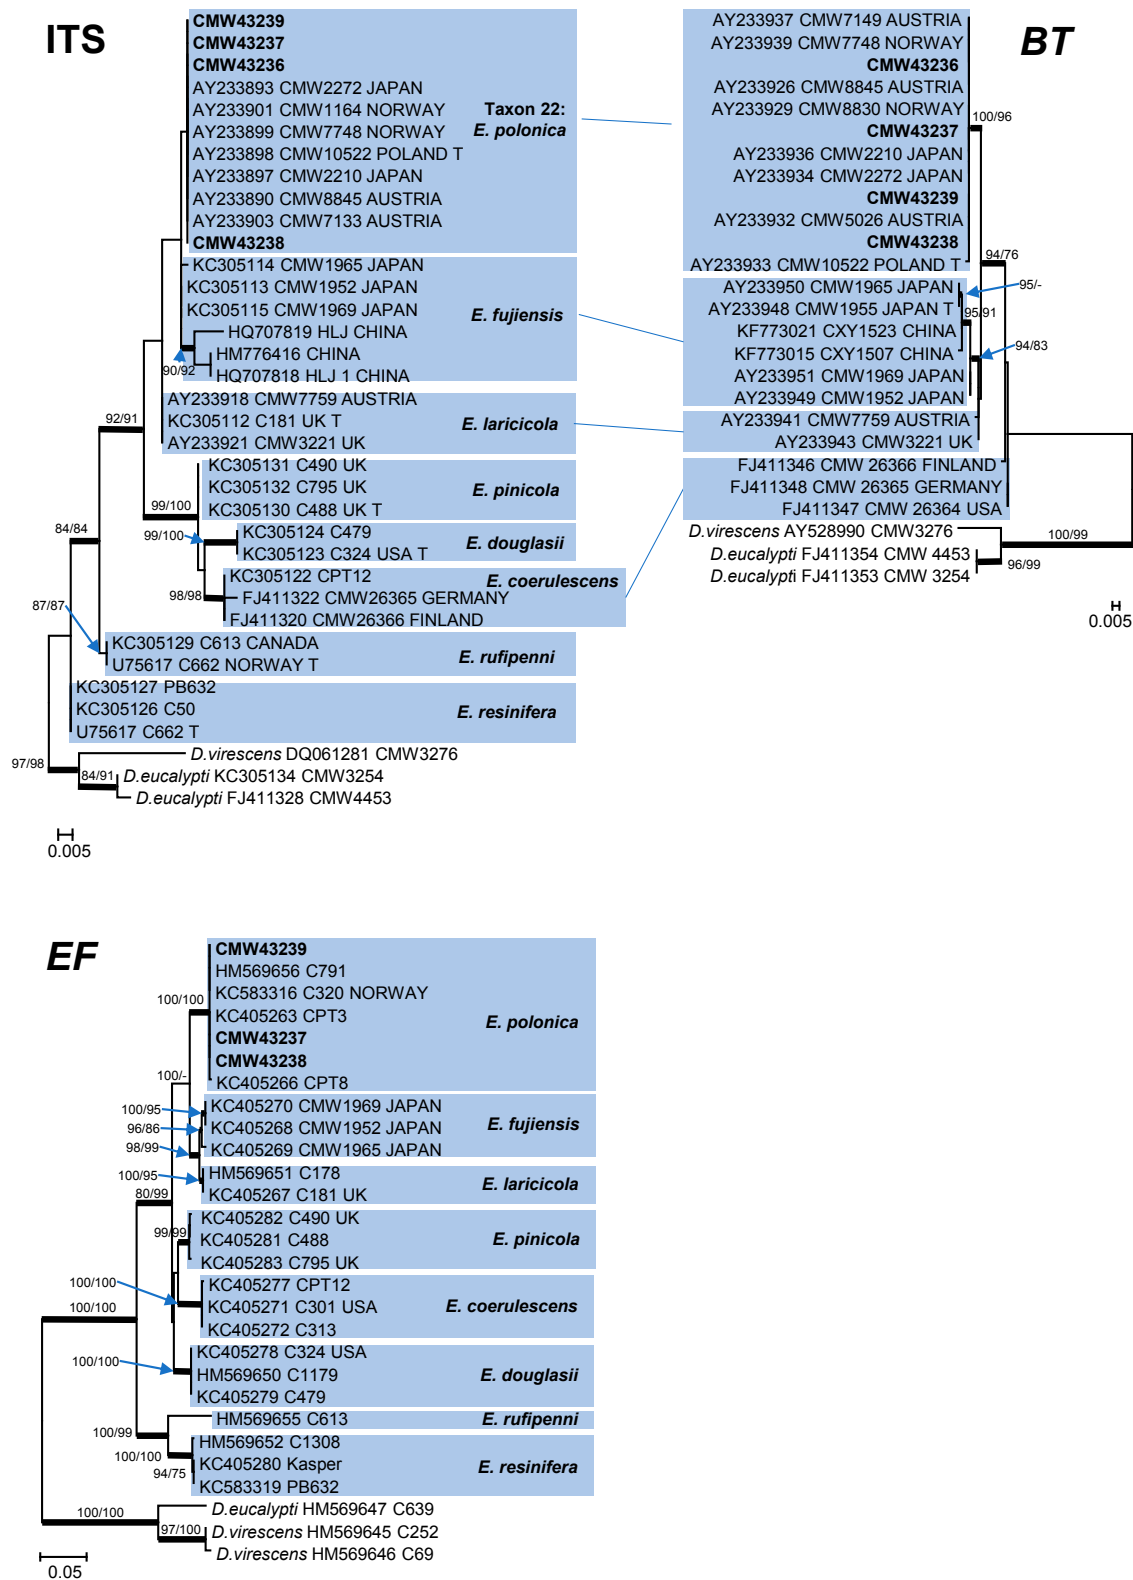 ITS
CMW43239
CMW43237
CMW43236
AY233893 CMW2272 JAPAN
AY233901 CMW1164 NORWAY
AY233899 CMW7748 NORWAY
AY233898 CMW10522 POLAND T
AY233897 CMW2210 JAPAN
AY233890 CMW8845 AUSTRIA
AY233903 CMW7133 AUSTRIA
CMW43238
Taxon 22:
E. polonica
KC305114 CMW1965 JAPAN
KC305113 CMW1952 JAPAN
KC305115 CMW1969 JAPAN
HQ707819 HLJ CHINA
HM776416 CHINA
HQ707818 HLJ 1 CHINA
E. fujiensis
90/92
AY233918 CMW7759 AUSTRIA
KC305112 C181 UK T
AY233921 CMW3221 UK
E. laricicola
92/91
KC305131 C490 UK
KC305132 C795 UK
KC305130 C488 UK T
E. pinicola
99/100
KC305124 C479
KC305123 C324 USA T
E. douglasii
99/100
KC305122 CPT12
FJ411322 CMW26365 GERMANY
FJ411320 CMW26366 FINLAND
E. coerulescens
98/98
84/84
87/87
KC305129 C613 CANADA
U75617 C662 NORWAY T
E. rufipenni
KC305127 PB632
KC305126 C50
U75617 C662 T
E. resinifera
97/98
D.virescens DQ061281 CMW3276
84/91
D.eucalypti KC305134 CMW3254
D.eucalypti FJ411328 CMW4453
0.005
BT
AY233937 CMW7149 AUSTRIA
AY233939 CMW7748 NORWAY
CMW43236
AY233926 CMW8845 AUSTRIA
AY233929 CMW8830 NORWAY
CMW43237
AY233936 CMW2210 JAPAN
AY233934 CMW2272 JAPAN
CMW43239
AY233932 CMW5026 AUSTRIA
CMW43238
AY233933 CMW10522 POLAND T
100/96
94/76
AY233950 CMW1965 JAPAN
AY233948 CMW1955 JAPAN T
KF773021 CXY1523 CHINA
KF773015 CXY1507 CHINA
AY233951 CMW1969 JAPAN
AY233949 CMW1952 JAPAN
95/-
95/91
94/83
AY233941 CMW7759 AUSTRIA
AY233943 CMW3221 UK
FJ411346 CMW 26366 FINLAND
FJ411348 CMW 26365 GERMANY
FJ411347 CMW 26364 USA
D.virescens AY528990 CMW3276
D.eucalypti FJ411354 CMW 4453
D.eucalypti FJ411353 CMW 3254
100/99
96/99
0.005
EF
CMW43239
HM569656 C791
KC583316 C320 NORWAY
KC405263 CPT3
CMW43237
CMW43238
KC405266 CPT8
E. polonica
100/100
100/-
KC405270 CMW1969 JAPAN
KC405268 CMW1952 JAPAN
KC405269 CMW1965 JAPAN
E. fujiensis
100/95
96/86
98/99
HM569651 C178
KC405267 C181 UK
E. laricicola
100/95
80/99
KC405282 C490 UK
KC405281 C488
KC405283 C795 UK
E. pinicola
99/99
KC405277 CPT12
KC405271 C301 USA
KC405272 C313
E. coerulescens
100/100
100/100
KC405278 C324 USA
HM569650 C1179
KC405279 C479
E. douglasii
100/100
HM569655 C613
E. rufipenni
100/99
HM569652 C1308
KC405280 Kasper
KC583319 PB632
E. resinifera
100/100
94/75
100/100
D.eucalypti HM569647 C639
97/100
D.virescens HM569645 C252
D.virescens HM569646 C69
0.05